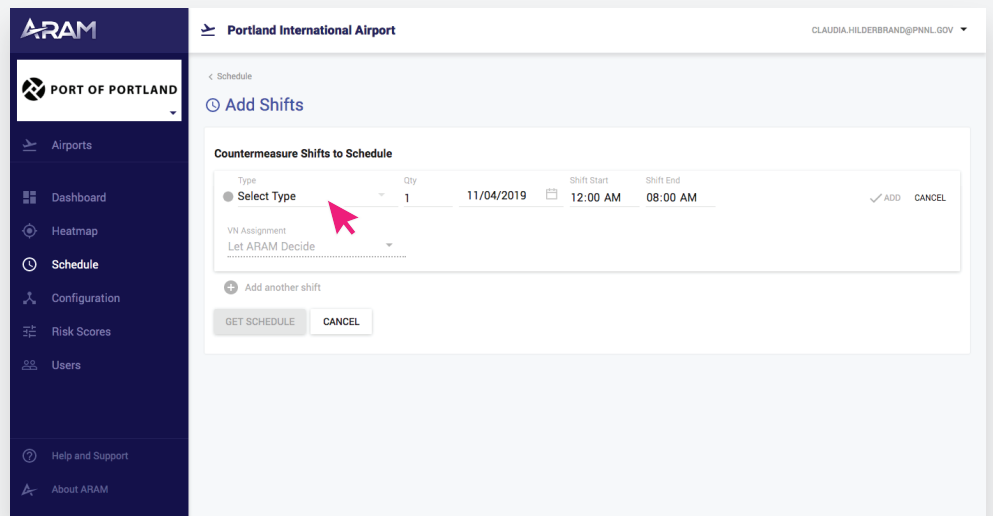 ARAM
Portland International Airport
CLAUDIA.HILDERBRAND@PNNL.GOV
PORT OF PORTLAND
Airports
Dashboard
Heatmap
Schedule
Configuration
Risk Scores
Users
Help and Support
About ARAM
Schedule
Add Shifts
Countermeasure Shifts to Schedule
Type Qty Shift Start Shift End
Select Type 1 11/04/2019 12:00 AM 08:00 AM ADD CANCEL
VN Assignment
Let ARAM Decide
Add another shift
GET SCHEDULE CANCEL